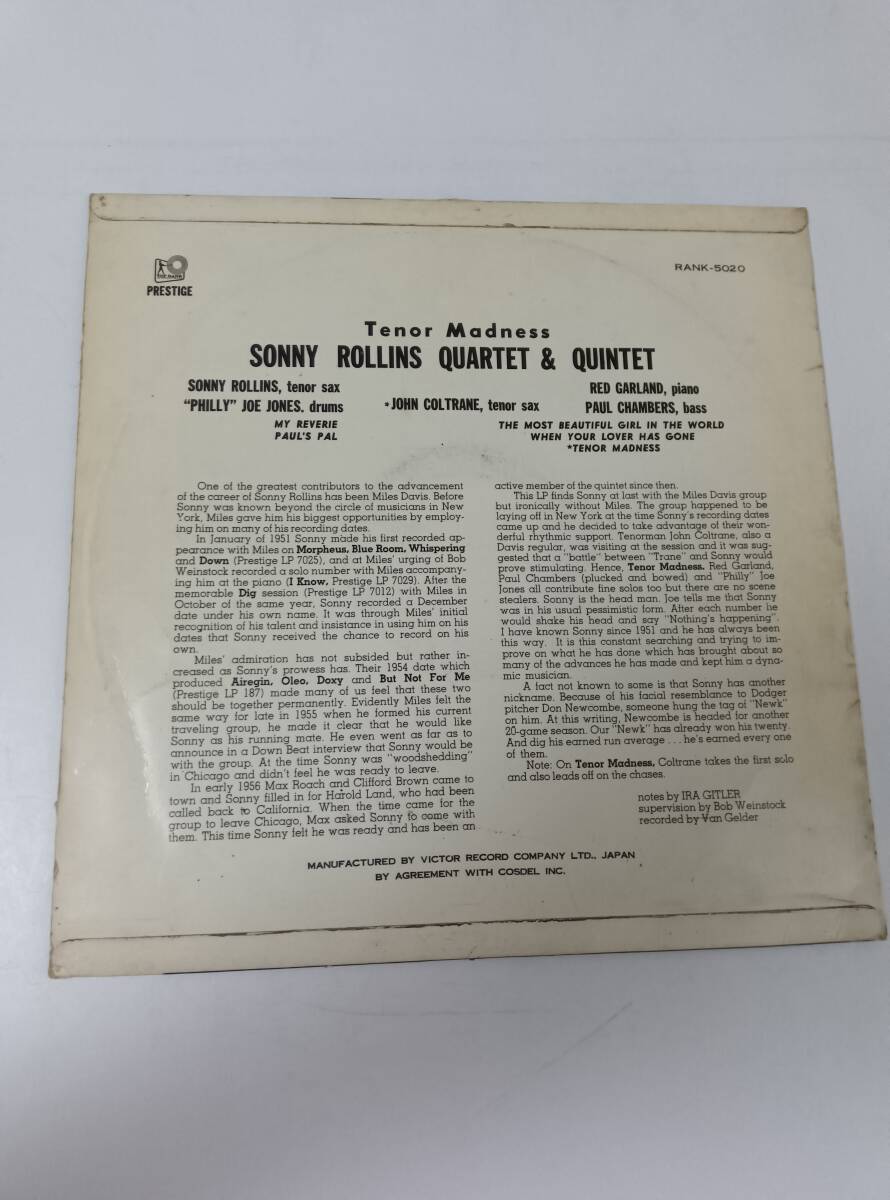 TOP RANK
PRESTIGE
RANK-5020
Tenor Madness
SONNY ROLLINS QUARTET & QUINTET
SONNY ROLLINS, tenor sax
"PHILLY" JOE JONES. drums
*JOHN COLTRANE, tenor sax
RED GARLAND, piano
PAUL CHAMBERS, bass
MY REVERIE
PAUL'S PAL
THE MOST BEAUTIFUL GIRL IN THE WORLD
WHEN YOUR LOVER HAS GONE
*TENOR MADNESS
One of the greatest contributors to the advancement
of the career of Sonny Rollins has been Miles Davis. Before
Sonny was known beyond the circle of musicians in New
York, Miles gave him his biggest opportunities by employ-
ing him on many of his recording dates.
In January of 1951 Sonny made his first recorded ap-
pearance with Miles on Morpheus, Blue Room, Whispering
and Down (Prestige LP 7025), and at Miles' urging of Bob
Weinstock recorded a solo number with Miles accompany-
ing him at the piano (I Know, Prestige LP 7029). After the
memorable Dig session (Prestige LP 7012) with Miles in
October of the same year, Sonny recorded a December
date under his own name. It was through Miles' initial
recognition of his talent and insistance in using him on his
dates that Sonny received the chance to record on his
own.
Miles' admiration has not subsided but rather in-
creased as Sonny's prowess has. Their 1954 date which
produced Airegin, Oleo, Doxy and But Not For Me
(Prestige LP 187) made many of us feel that these two
should be together permanently. Evidently Miles felt the
same way for late in 1955 when he formed his current
traveling group, he made it clear that he would like
Sonny as his running mate. He even went as far as to
announce in a Down Beat interview that Sonny would be
with the group. At the time Sonny was "woodshedding"
in Chicago and didn't feel he was ready to leave.
In early 1956 Max Roach and Clifford Brown came to
town and Sonny filled in for Harold Land, who had been
called back to California. When the time came for the
group to leave Chicago, Max asked Sonny to come with
them. This time Sonny felt he was ready and has been an
active member of the quintet since then.
This LP finds Sonny at last with the Miles Davis group
but ironically without Miles. The group happened to be
laying off in New York at the time Sonny's recording dates
came up and he decided to take advantage of their won-
derful rhythmic support. Tenorman John Coltrane, also a
Davis regular, was visiting at the session and it was sug-
gested that a "battle" between "Trane" and Sonny would
prove stimulating. Hence, Tenor Madness. Red Garland,
Paul Chambers (plucked and bowed) and "Philly" Joe
Jones all contribute fine solos too but there are no scene
stealers. Sonny is the head man. Joe tells me that Sonny
was in his usual pessimistic form. After each number he
would shake his head and say "Nothing's happening".
I have known Sonny since 1951 and he has always been
this way. It is this constant searching and trying to im-
prove on what he has done which has brought about so
many of the advances he has made and kept him a dyna-
mic musician.
A fact not known to some is that Sonny has another
nickname. Because of his facial resemblance to Dodger
pitcher Don Newcombe, someone hung the tag of "Newk"
on him. At this writing, Newcombe is headed for another
20-game season. Our "Newk" has already won his twenty.
And dig his earned run average . . . he's earned every one
of them.
Note: On Tenor Madness, Coltrane takes the first solo
and also leads off on the chases.
notes by IRA GITLER
supervision by Bob Weinstock
recorded by Van Gelder
MANUFACTURED BY VICTOR RECORD COMPANY LTD., JAPAN
BY AGREEMENT WITH COSDEL INC.